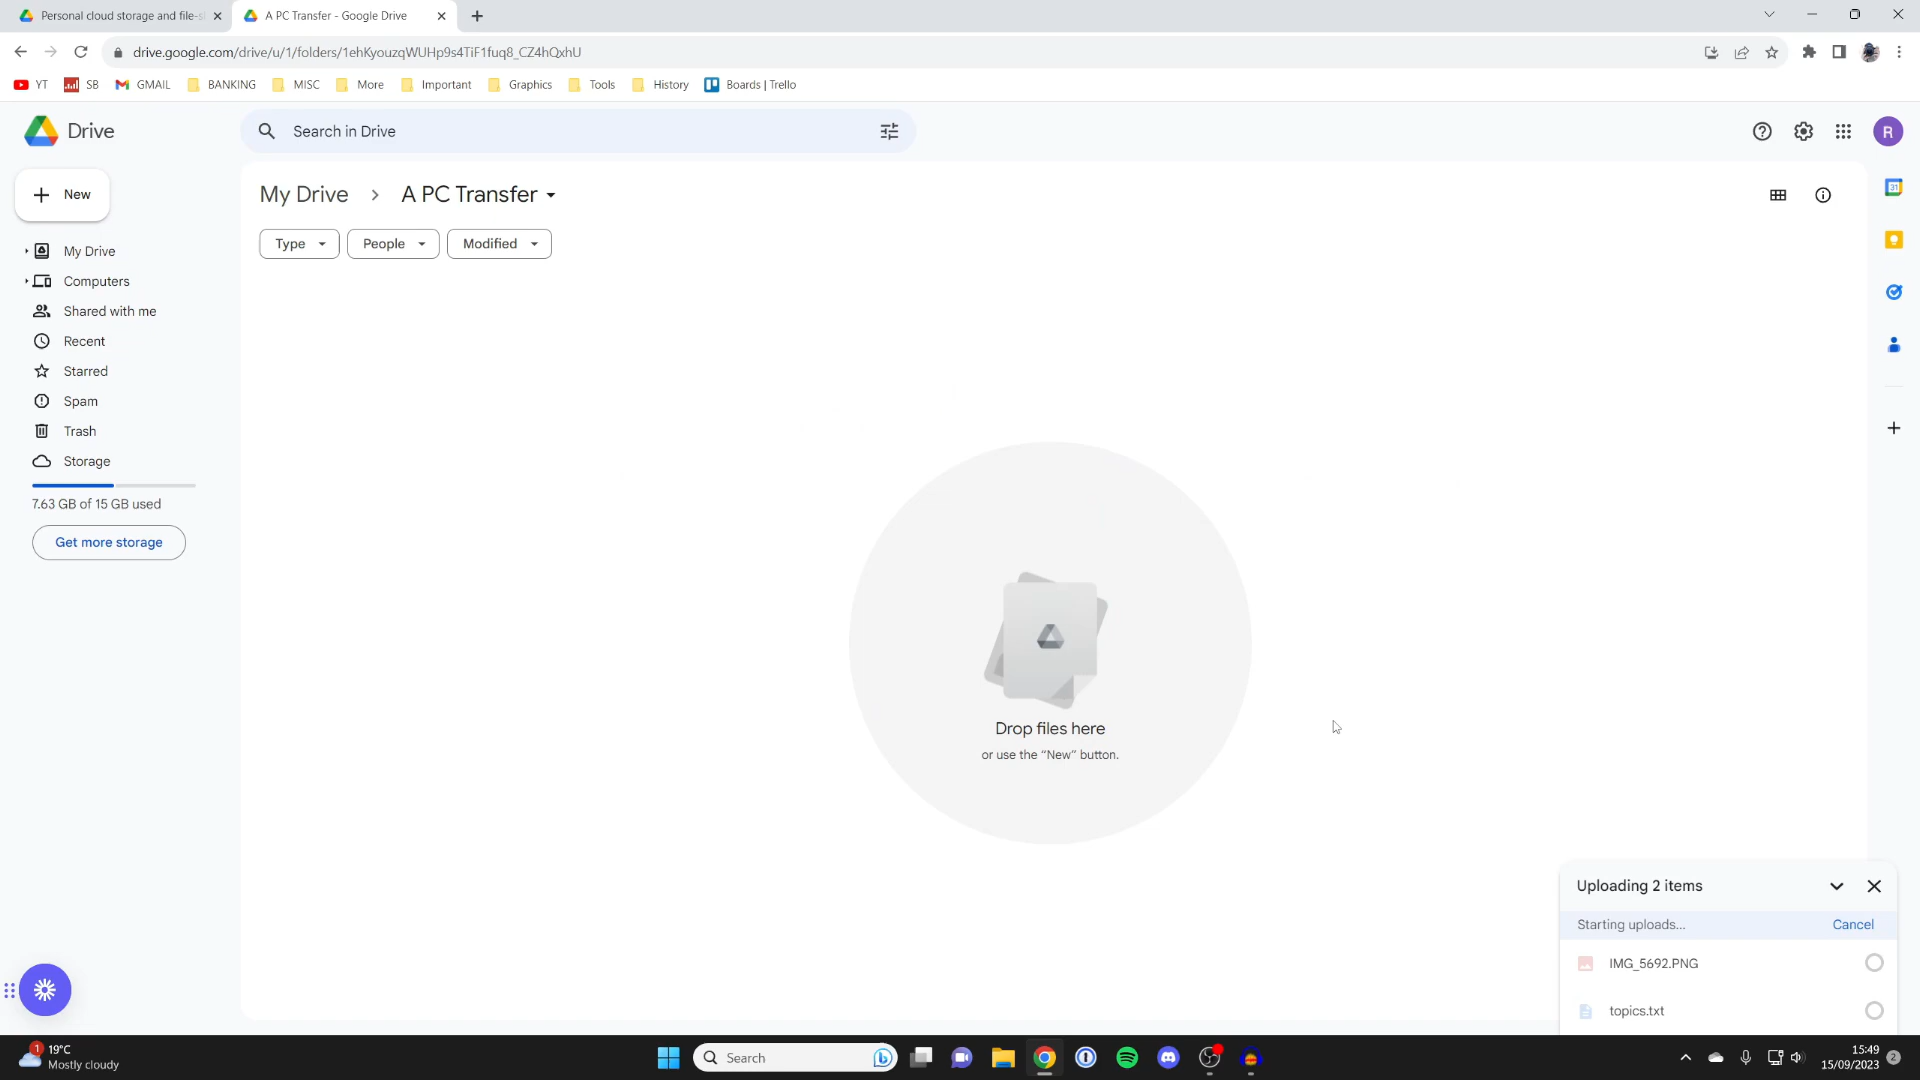 Personal cloud storage and file-s
A PC Transfer - Google Drive
drive.google.com/drive/u/1/folders/1ehKyouzqWUHp9s4TiF1fuq8_CZ4hQxhU
YT SB GMAIL BANKING MISC More Important Graphics Tools History Boards | Trello
Drive
Search in Drive
R
New
My Drive > A PC Transfer
31
Type People Modified
My Drive
Computers
Shared with me
Recent
Starred
Spam
Trash
Storage
7.63 GB of 15 GB used
Get more storage
Drop files here
or use the "New" button.
Uploading 2 items
Starting uploads... Cancel
IMG_5692.PNG
topics.txt
1
19°C
Mostly cloudy
Search
15:49
15/09/2023
2